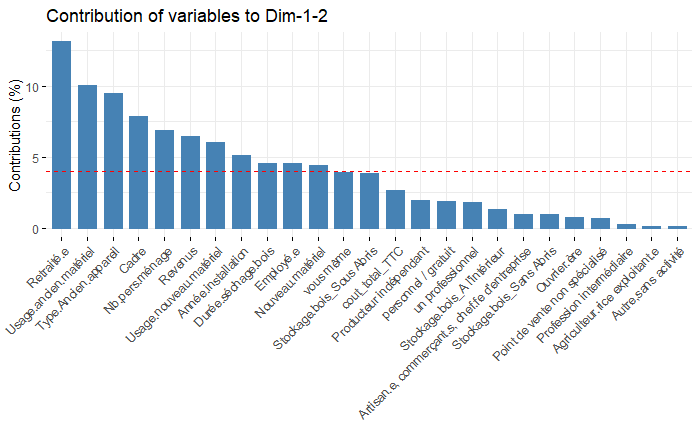 Contribution of variables to Dim-1-2
Contributions (%)
10
5
0
Retraité.e
Usage.ancien.matériel
Type.Ancien.appareil
Cadre
Nb.pers.ménage
Revenus
Usage.nouveau.matériel
Année.installation
Durée.séchage.bois
Employé.e
Nouveau.matériel
vous.même
Stockage.bois_Sous Abris
cout_total_TTC
Producteur indépendant
personnel / gratuit
un professionnel
Stockage.bois_A l'intérieur
Artisan.e, commerçant.s, cheffe d'entreprise
Stockage.bois_Sans Abris
Ouvrier.ère
Point de vente non spécialisé
Profession intermédiaire
Agriculteur.rice exploitant.e
Autre,sans activité